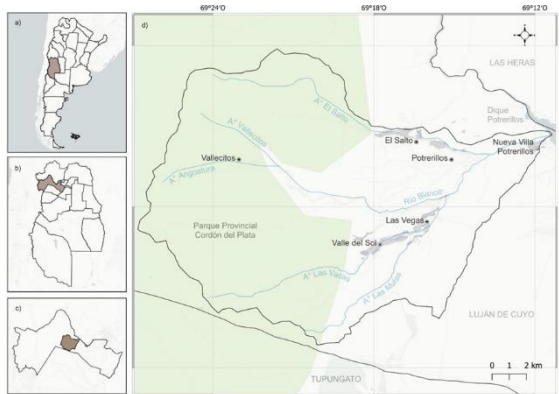 a)
b)
c)
d)
69°24'O
69°18'O
69°12'O
LAS HERAS
Dique
Potrerillos
A° El Salto
El Salto
Nueva Villa
Potrerillos
Potrerillos
A° Vallecitos
Vallecitos
A° Angostura
Río Blanco
Las Vegas
Parque Provincial
Cordón del Plata
Valle del Sol
A° Las Vegas
A° Las Mulas
LUJÁN DE CUYO
TUPUNGATO
0 1 2 km